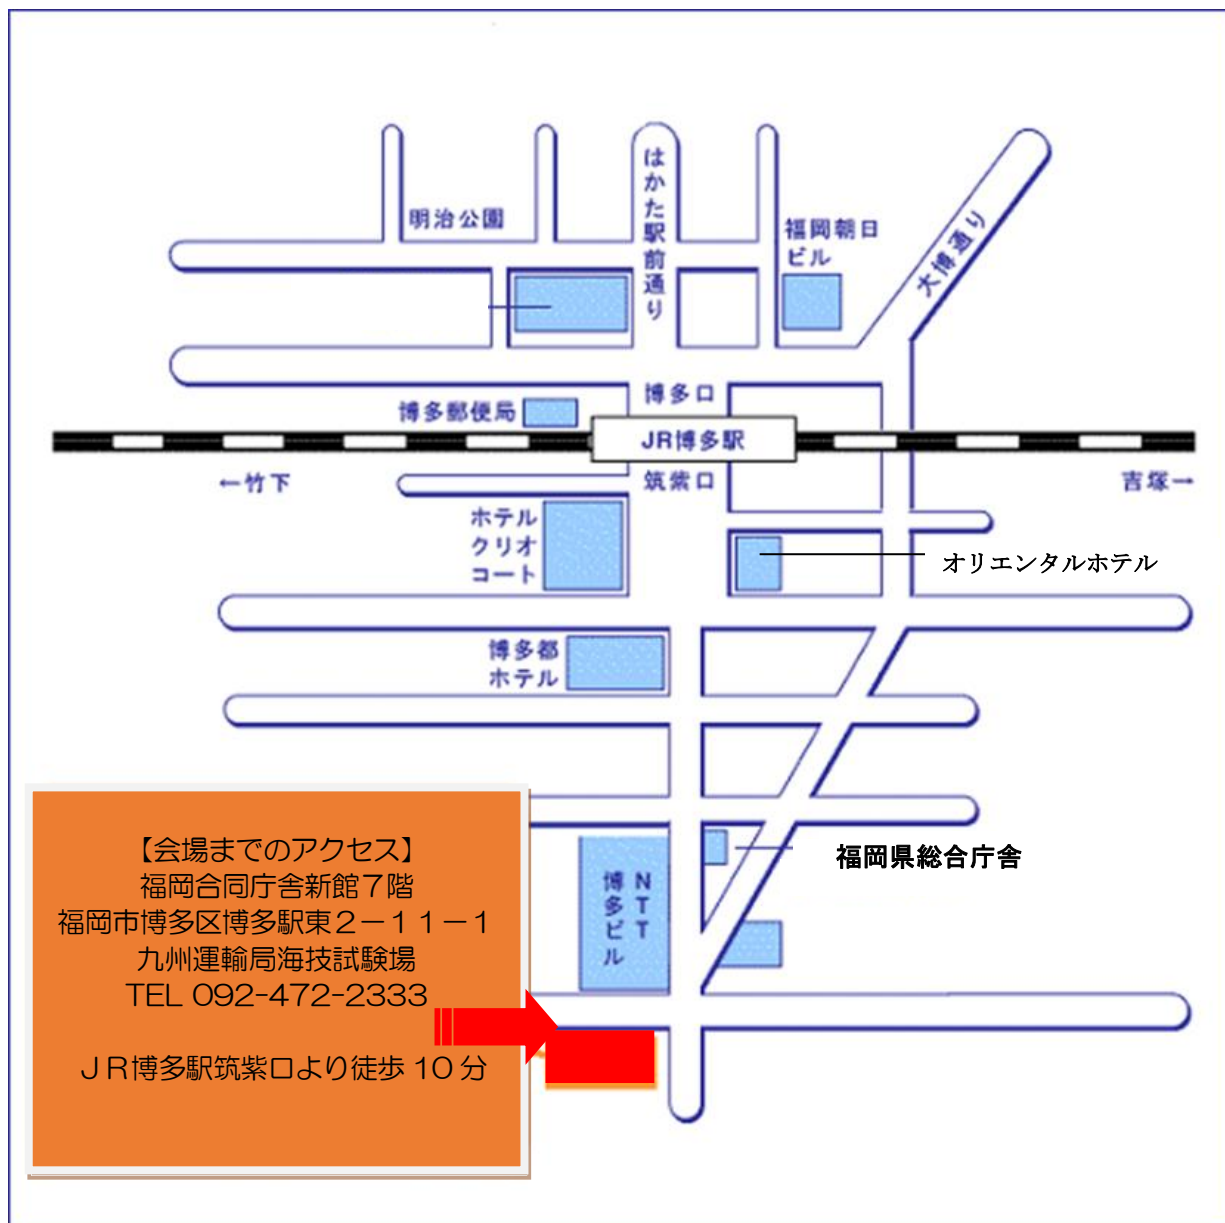 はかた駅前通り
明治公園
福岡朝日
ビル
大博通り
博多口
博多郵便局
JR博多駅
←竹下
筑紫口
吉塚→
ホテル
クリオ
コート
オリエンタルホテル
博多都
ホテル
福岡県総合庁舎
NTT
博多ビル
【会場までのアクセス】
福岡合同庁舎新館７階
福岡市博多区博多駅東２－１１－１
九州運輸局海技試験場
TEL 092-472-2333
ＪＲ博多駅筑紫口より徒歩 10 分